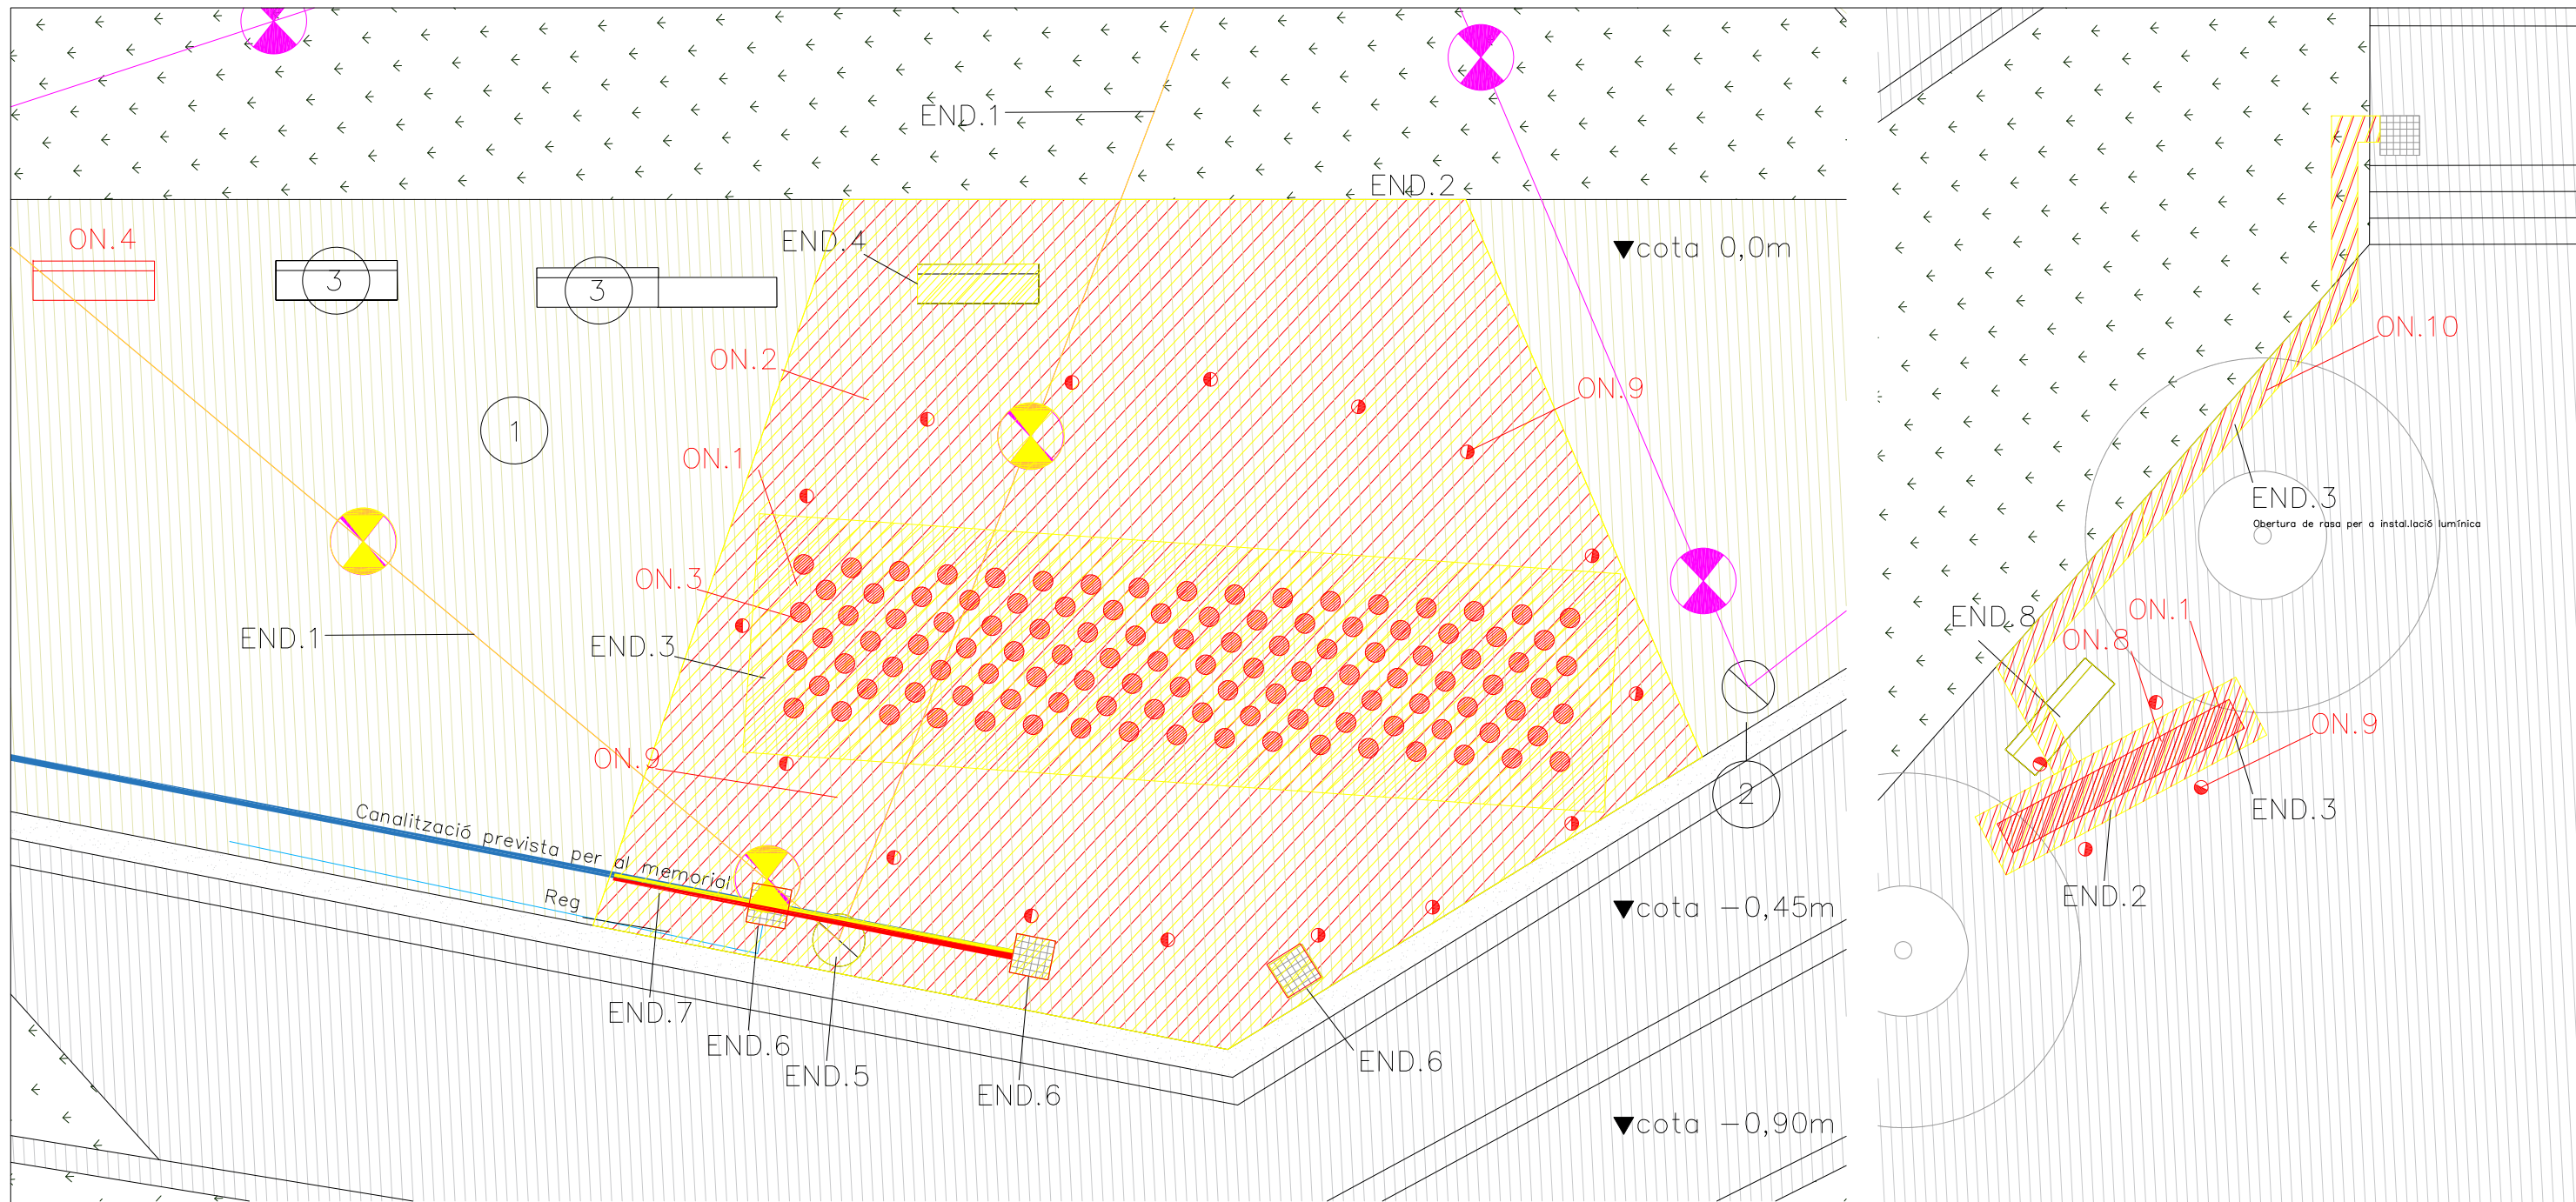 END.1
END.2
ON.4
END.4
▼cota 0,0m
3
3
ON.10
ON.2
ON.9
1
ON.1
END.3
Obertura de rasa per a instal.lació lumínica
ON.3
END.1
END.3
END.8
ON.1
ON.8
ON.9
ON.9
2
END.3
Canalització prevista per al memorial
Reg
▼cota -0,45m
END.2
END.7
END.6
END.5
END.6
END.6
▼cota -0,90m